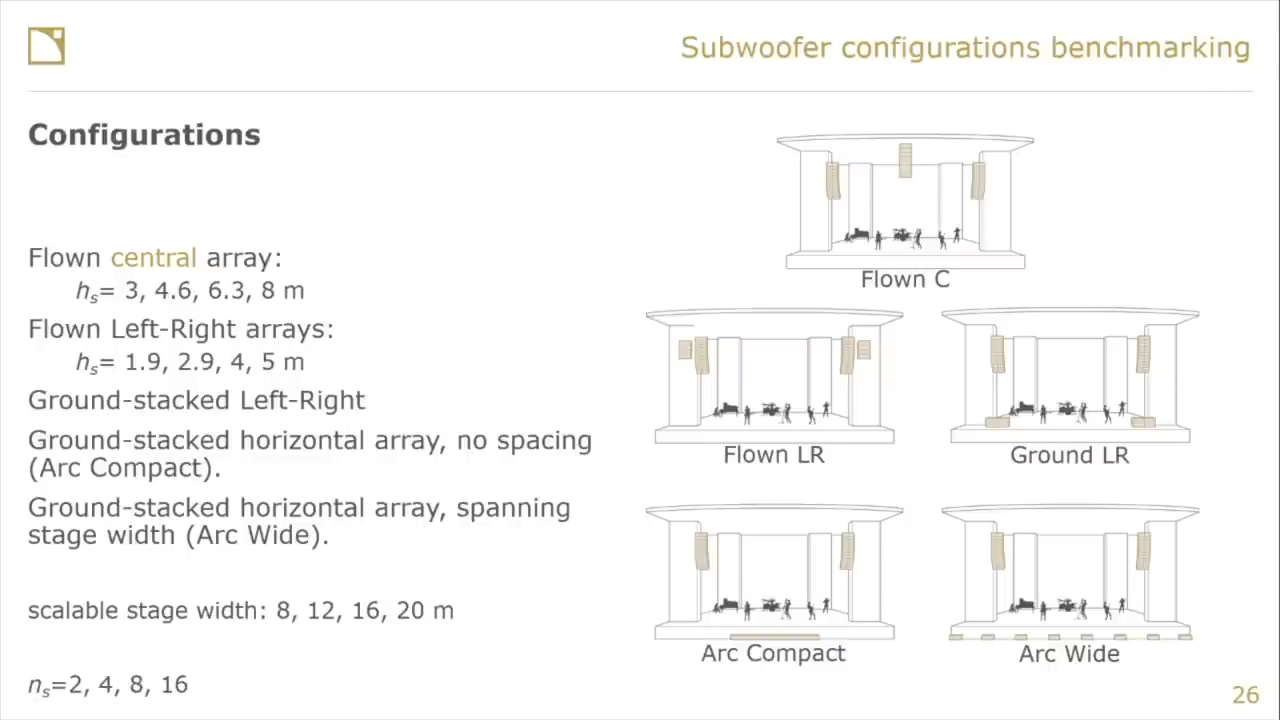 Subwoofer configurations benchmarking
Configurations
Flown central array:
hₛ= 3, 4.6, 6.3, 8 m
Flown Left-Right arrays:
hₛ= 1.9, 2.9, 4, 5 m
Ground-stacked Left-Right
Ground-stacked horizontal array, no spacing
(Arc Compact).
Ground-stacked horizontal array, spanning
stage width (Arc Wide).
scalable stage width: 8, 12, 16, 20 m
nₛ=2, 4, 8, 16
Flown C
Flown LR
Ground LR
Arc Compact
Arc Wide
26